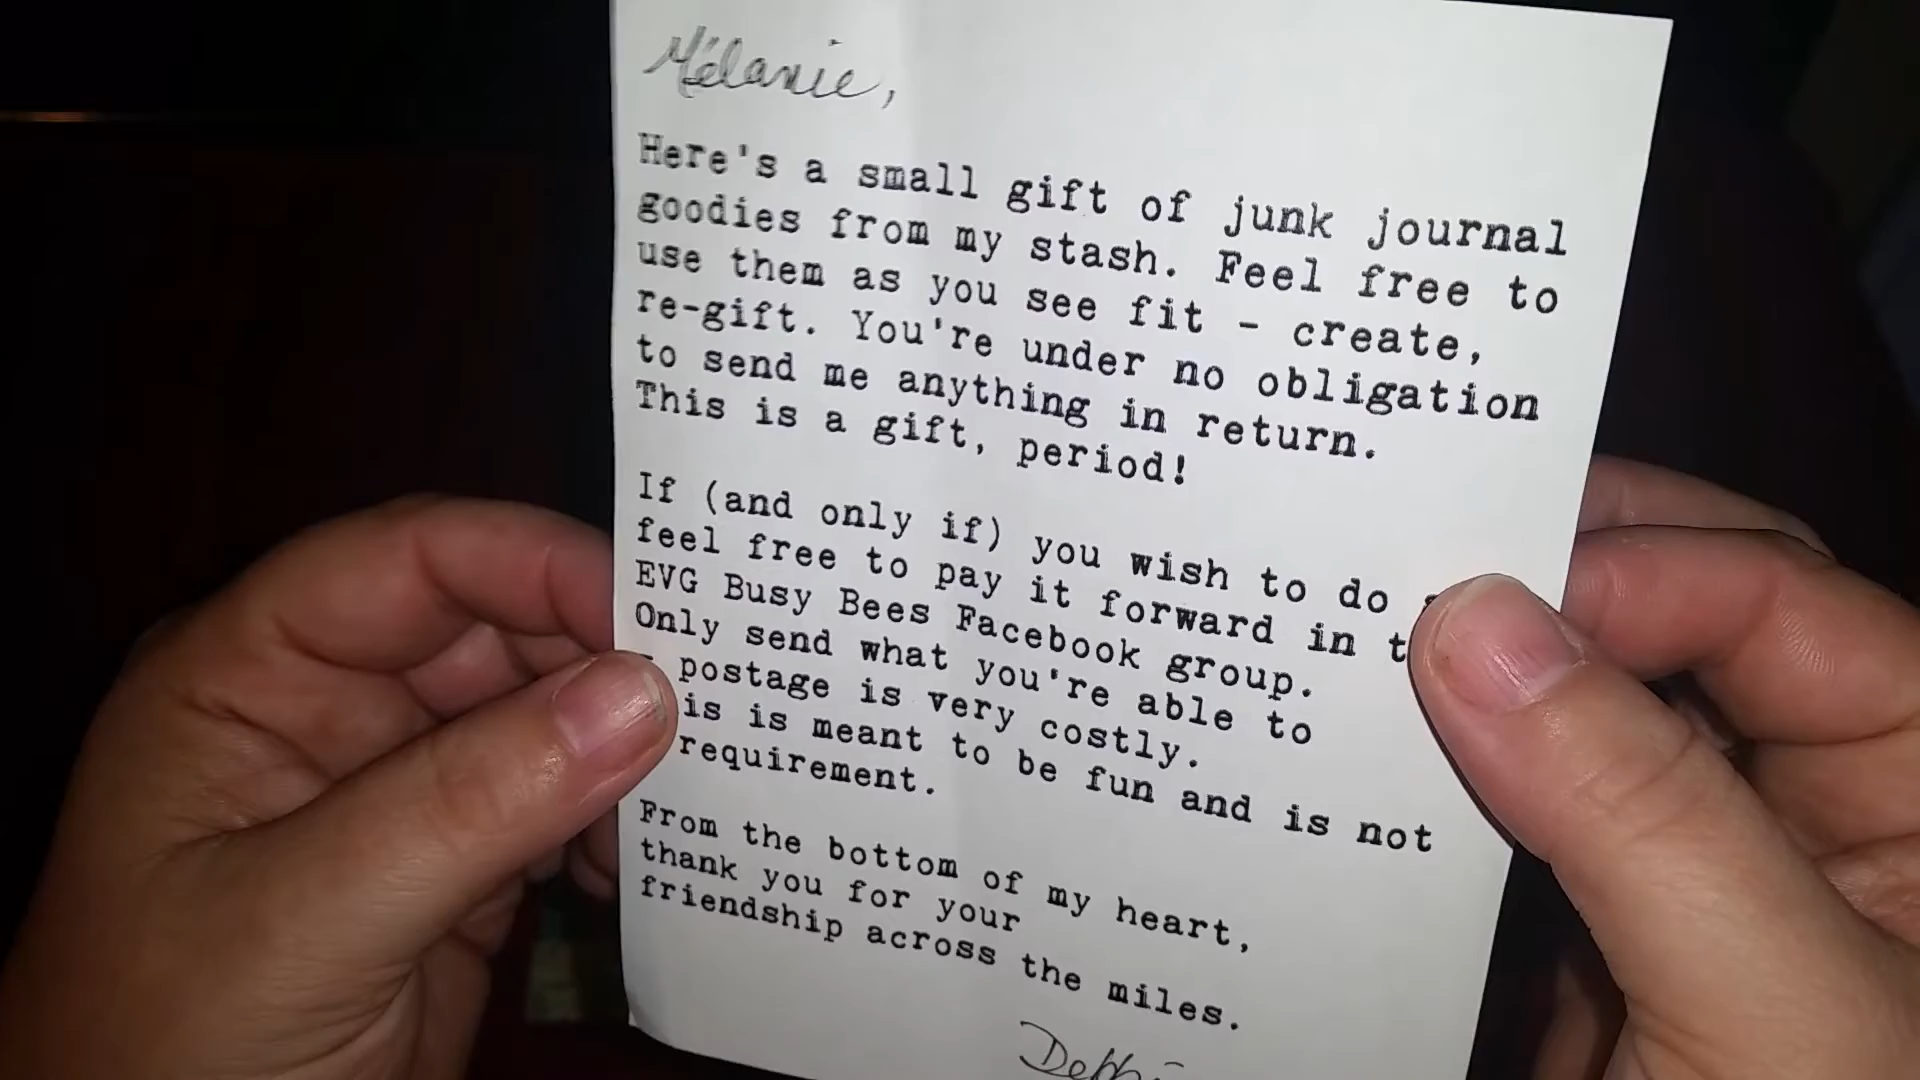 Mélanie,
Here's a small gift of junk journal
goodies from my stash. Feel free to
use them as you see fit - create,
re-gift. You're under no obligation
to send me anything in return.
This is a gift, period!
If (and only if) you wish to do
feel free to pay it forward in
EVG Busy Bees Facebook group.
Only send what you're able to
- postage is very costly.
is is meant to be fun and is not
requirement.
From the bottom of my heart,
thank you for your
friendship across the miles.